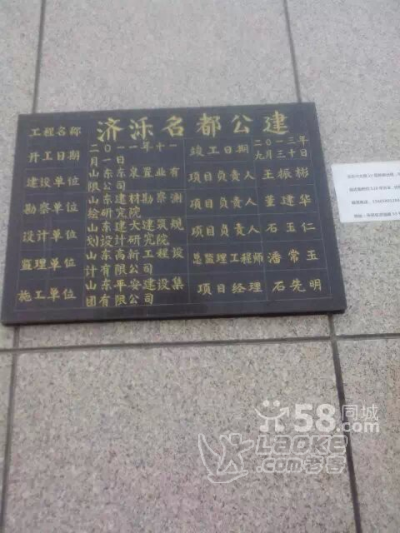 工程名称 济泺名都公建
开工日期 二〇一一年十一月一日 竣工日期 二〇一三年九月三十日
建设单位 山东左泉置业有限公司 项目负责人 王振彬
勘察单位 山东建材勘察测绘研究院 项目负责人 董建华
设计单位 山东建大建筑规划设计研究院 项目负责人 石玉仁
监理单位 山东高新工程设计有限公司 总监理工程师 潘常玉
施工单位 山东平安建设集团有限公司 项目经理 石先明
58同城
LAOKE
.com老客